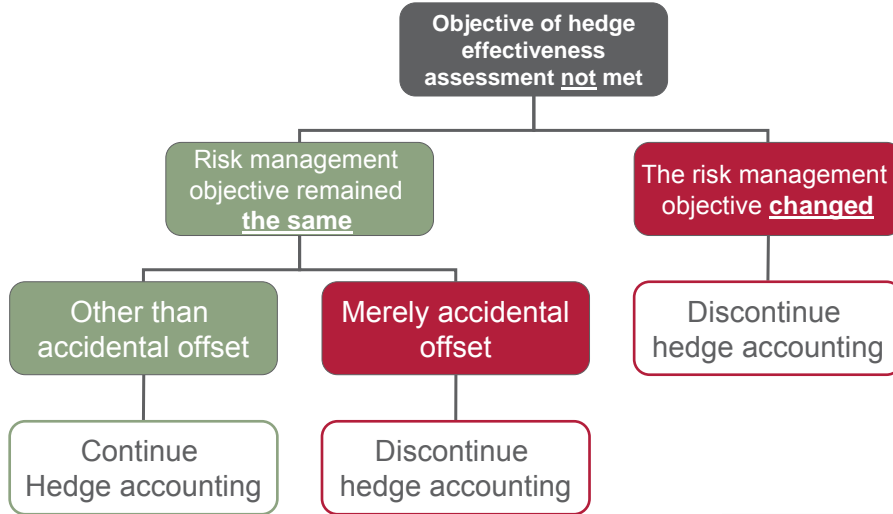 Objective of hedge
effectiveness
assessment not met
Risk management
objective remained
the same
The risk management
objective changed
Other than
accidental offset
Merely accidental
offset
Discontinue
hedge accounting
Continue
Hedge accounting
Discontinue
hedge accounting